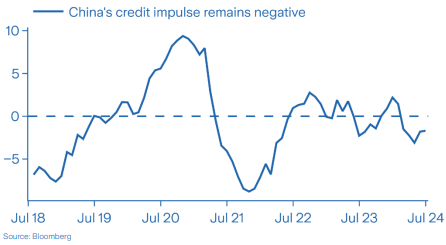 China's credit impulse remains negative
10
5
0
−5
Jul 18 Jul 19 Jul 20 Jul 21 Jul 22 Jul 23 Jul 24
Source: Bloomberg